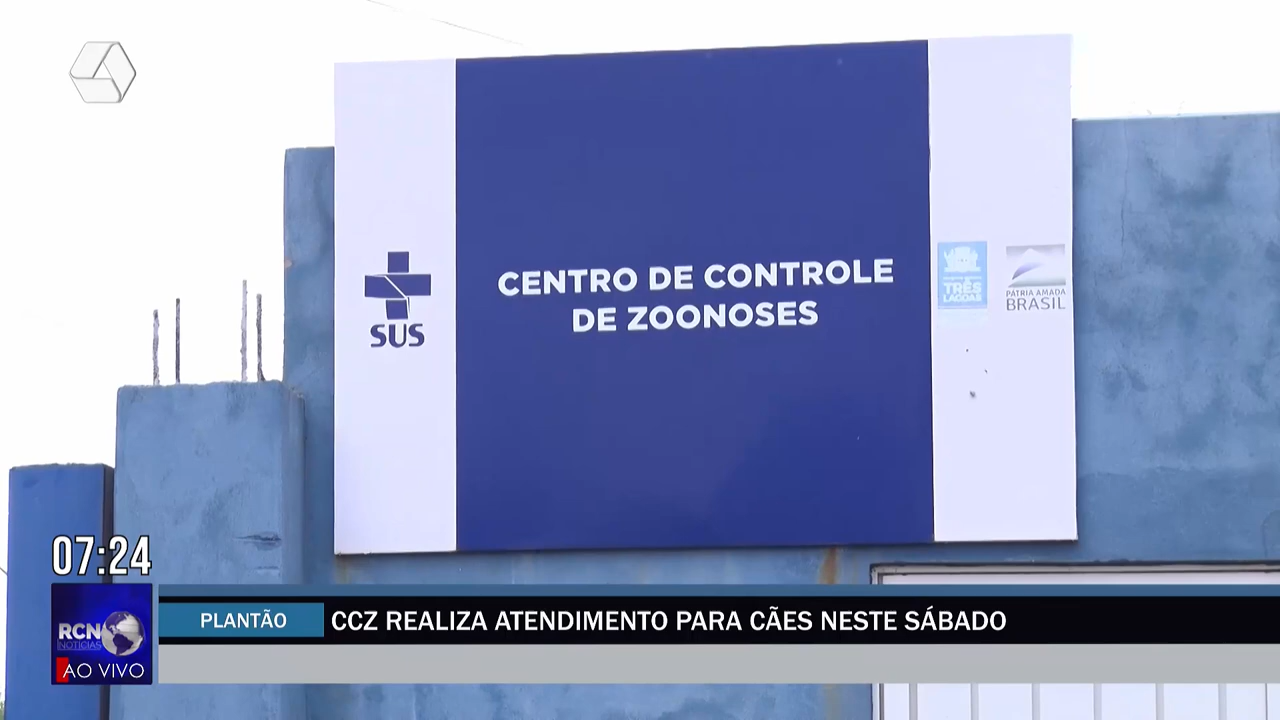 SUS
CENTRO DE CONTROLE
DE ZOONOSES
TRÊS
LAGOAS
PÁTRIA AMADA
BRASIL
07:24
RCN
NOTÍCIAS
AO VIVO
PLANTÃO
CCZ REALIZA ATENDIMENTO PARA CÃES NESTE SÁBADO